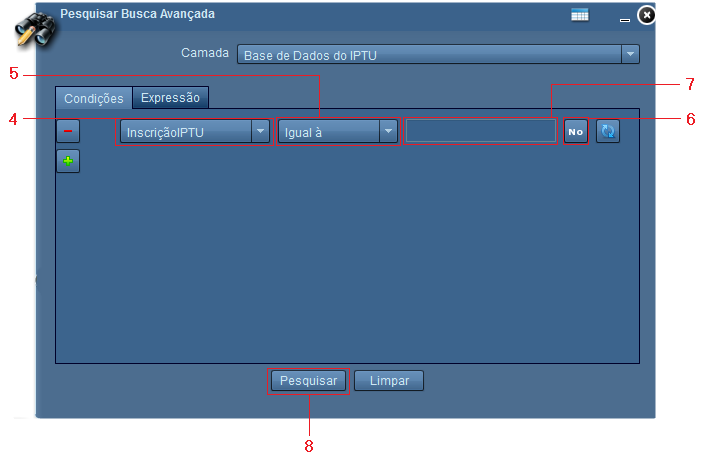 Pesquisar Busca Avançada
Camada Base de Dados do IPTU
5
7
Condições Expressão
4 InscriçãoIPTU Igual à No 6
Pesquisar Limpar
8